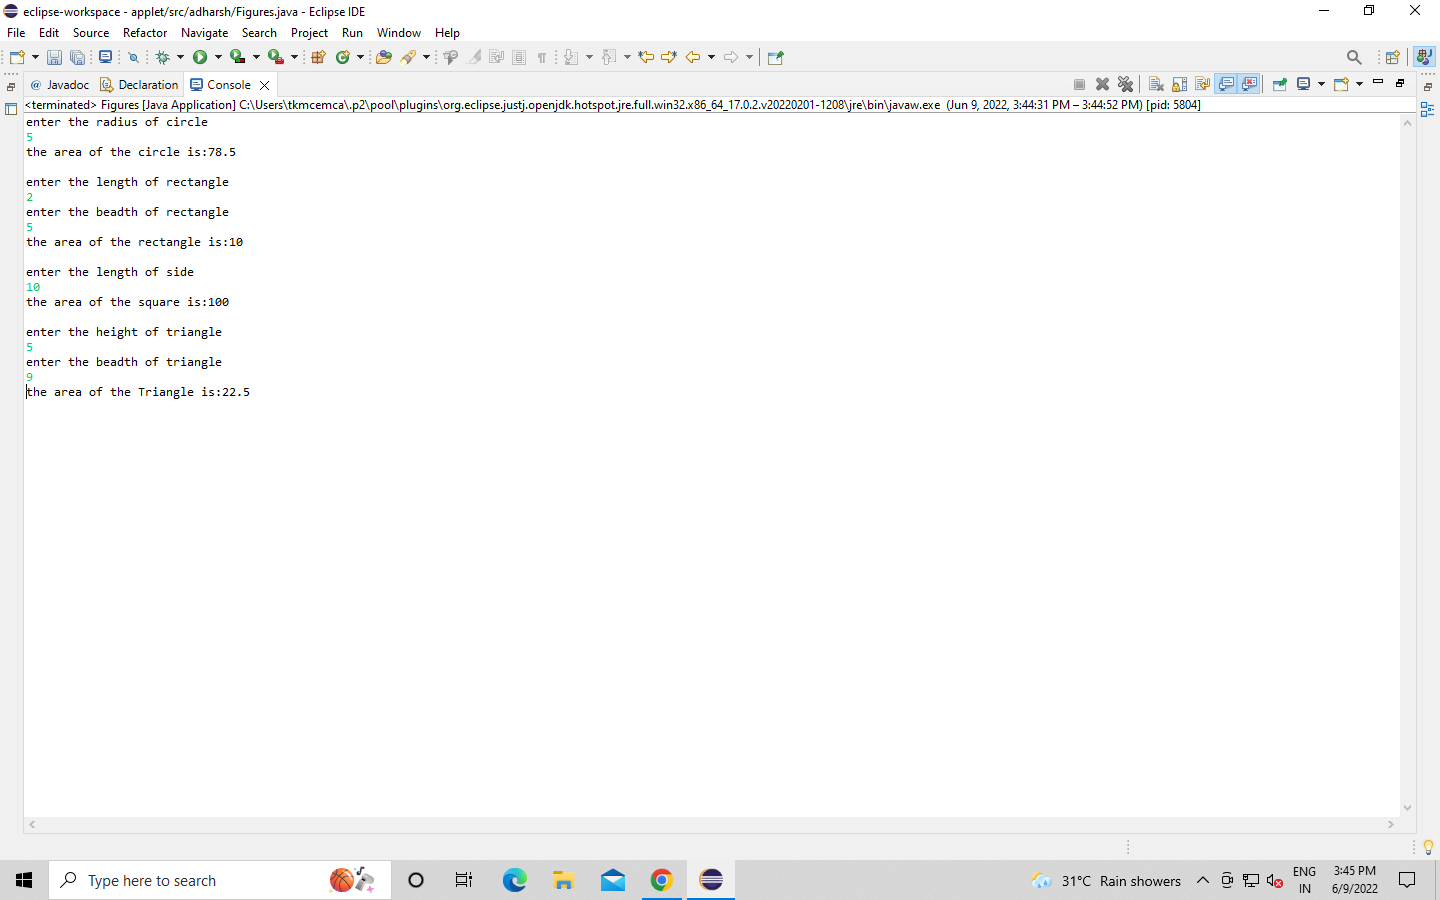 eclipse-workspace - applet/src/adharsh/Figures.java - Eclipse IDE
File Edit Source Refactor Navigate Search Project Run Window Help
@ Javadoc Declaration Console
<terminated> Figures [Java Application] C:\Users\tkmcemca\.p2\pool\plugins\org.eclipse.justj.openjdk.hotspot.jre.full.win32.x86_64_17.0.2.v20220201-1208\jre\bin\javaw.exe (Jun 9, 2022, 3:44:31 PM – 3:44:52 PM) [pid: 5804]
enter the radius of circle
5
the area of the circle is:78.5
enter the length of rectangle
2
enter the beadth of rectangle
5
the area of the rectangle is:10
enter the length of side
10
the area of the square is:100
enter the height of triangle
5
enter the beadth of triangle
9
the area of the Triangle is:22.5
Type here to search
31°C Rain showers
ENG
IN
3:45 PM
6/9/2022